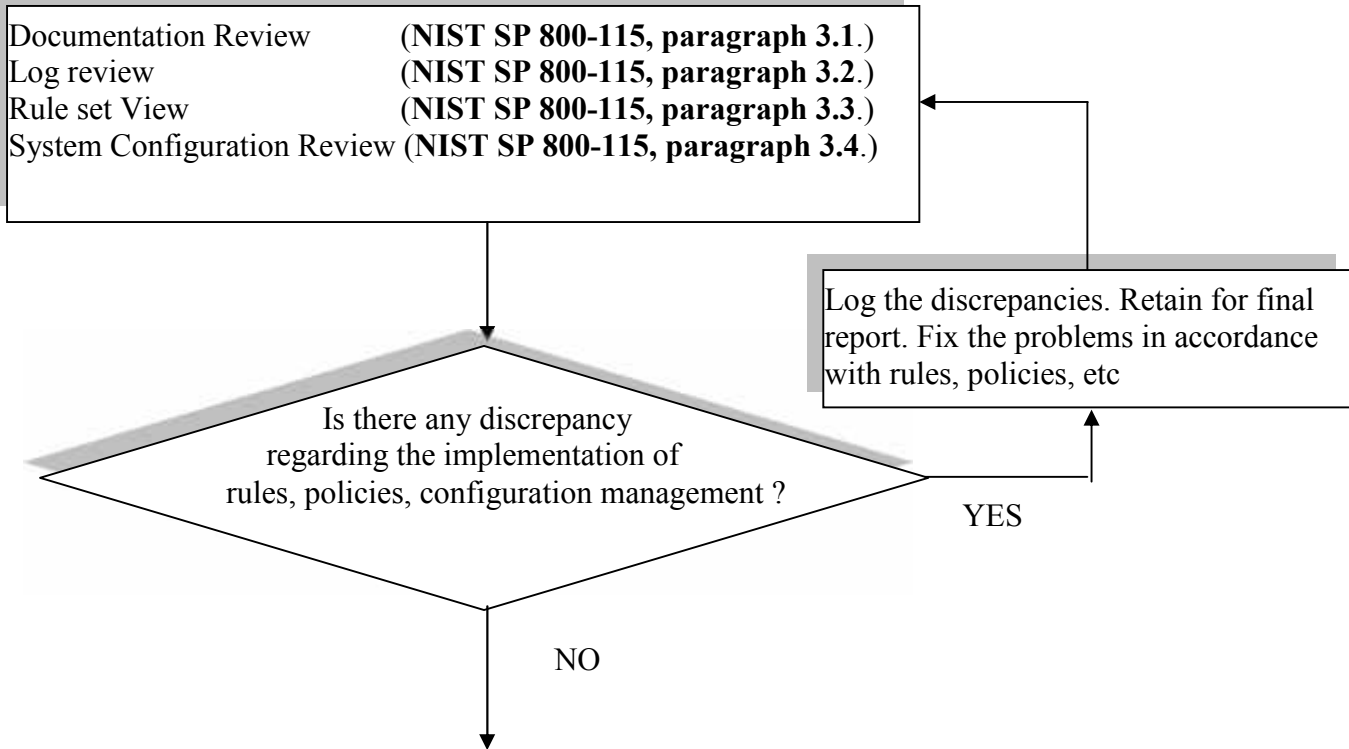 Documentation Review (NIST SP 800-115, paragraph 3.1.)
Log review (NIST SP 800-115, paragraph 3.2.)
Rule set View (NIST SP 800-115, paragraph 3.3.)
System Configuration Review (NIST SP 800-115, paragraph 3.4.)
Log the discrepancies. Retain for final
report. Fix the problems in accordance
with rules, policies, etc
Is there any discrepancy
regarding the implementation of
rules, policies, configuration management ?
YES
NO